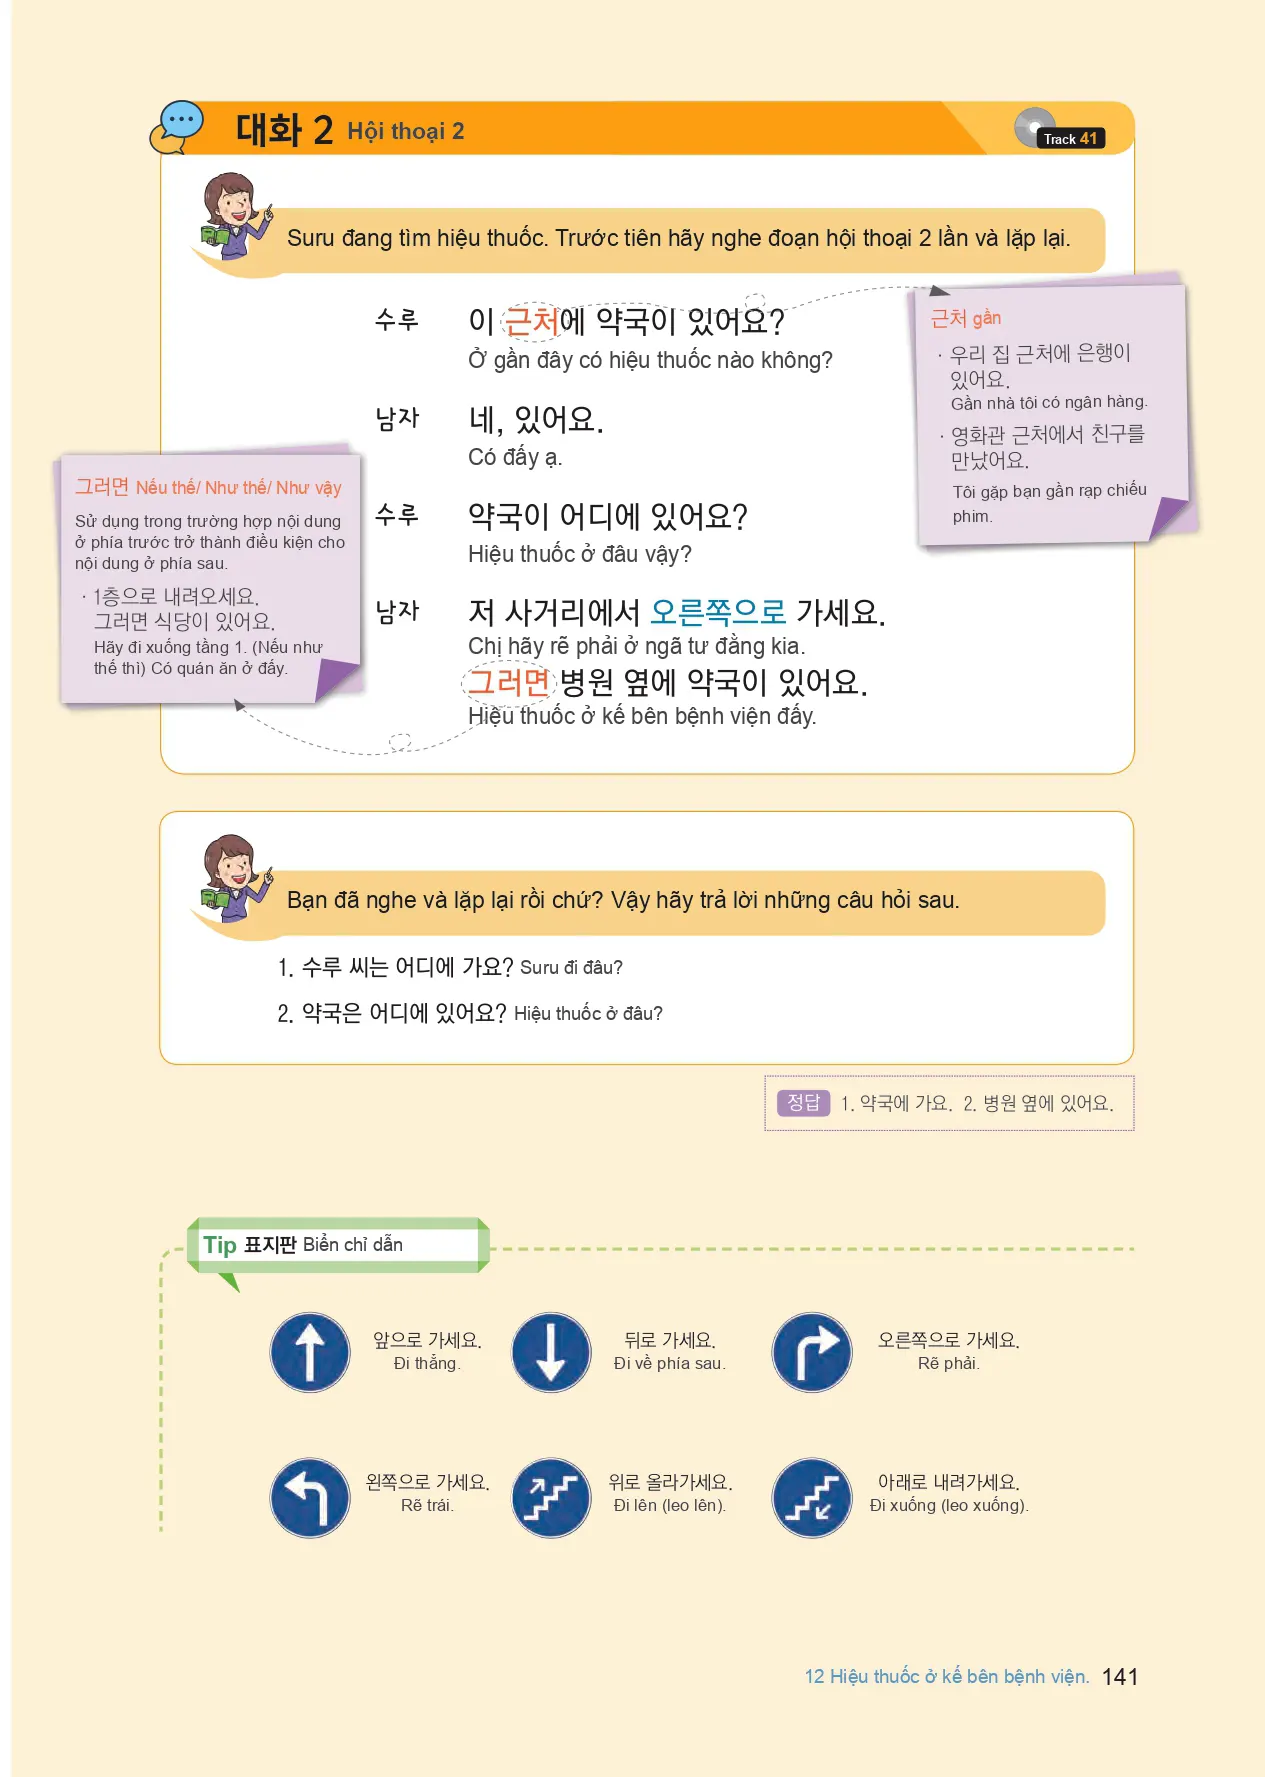 대화 2 Hội thoại 2
Track 41
Suru đang tìm hiệu thuốc. Trước tiên hãy nghe đoạn hội thoại 2 lần và lặp lại.
수루 이 근처에 약국이 있어요?
Ở gần đây có hiệu thuốc nào không?
남자 네, 있어요.
Có đấy ạ.
수루 약국이 어디에 있어요?
Hiệu thuốc ở đâu vậy?
남자 저 사거리에서 오른쪽으로 가세요.
Chị hãy rẽ phải ở ngã tư đằng kia.
그러면 병원 옆에 약국이 있어요.
Hiệu thuốc ở kế bên bệnh viện đấy.
근처 gần
· 우리 집 근처에 은행이
있어요.
Gần nhà tôi có ngân hàng.
· 영화관 근처에서 친구를
만났어요.
Tôi gặp bạn gần rạp chiếu
phim.
그러면 Nếu thế/ Như thế/ Như vậy
Sử dụng trong trường hợp nội dung
ở phía trước trở thành điều kiện cho
nội dung ở phía sau.
· 1층으로 내려오세요.
그러면 식당이 있어요.
Hãy đi xuống tầng 1. (Nếu như
thế thì) Có quán ăn ở đấy.
Bạn đã nghe và lặp lại rồi chứ? Vậy hãy trả lời những câu hỏi sau.
1. 수루 씨는 어디에 가요? Suru đi đâu?
2. 약국은 어디에 있어요? Hiệu thuốc ở đâu?
정답 1. 약국에 가요. 2. 병원 옆에 있어요.
Tip 표지판 Biển chỉ dẫn
앞으로 가세요.
Đi thẳng.
뒤로 가세요.
Đi về phía sau.
오른쪽으로 가세요.
Rẽ phải.
왼쪽으로 가세요.
Rẽ trái.
위로 올라가세요.
Đi lên (leo lên).
아래로 내려가세요.
Đi xuống (leo xuống).
12 Hiệu thuốc ở kế bên bệnh viện. 141